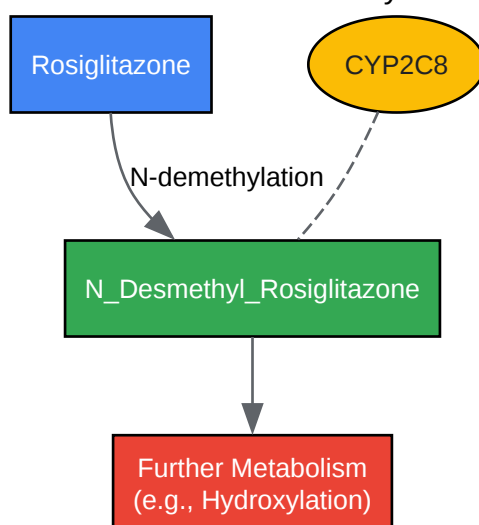 Rosiglitazone
CYP2C8
N-demethylation
N_Desmethyl_Rosiglitazone
Further Metabolism
(e.g., Hydroxylation)